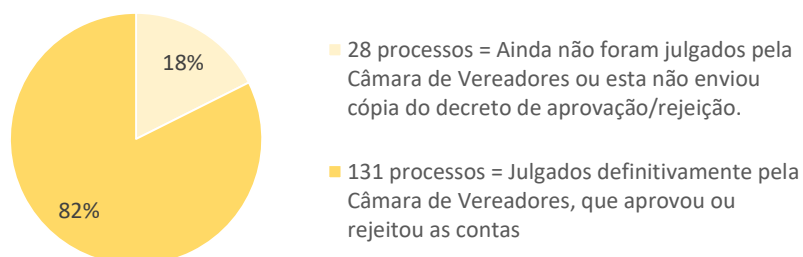 18%
82%
28 processos = Ainda não foram julgados pela
Câmara de Vereadores ou esta não enviou
cópia do decreto de aprovação/rejeição.
131 processos = Julgados definitivamente pela
Câmara de Vereadores, que aprovou ou
rejeitou as contas